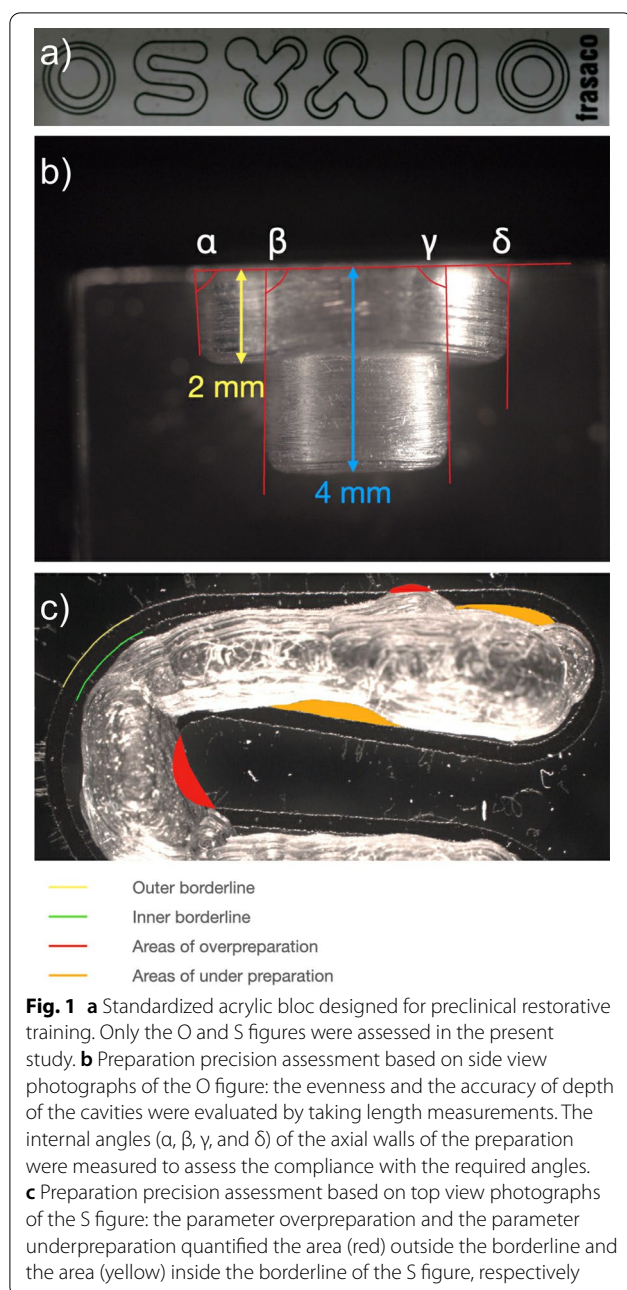 a)
frasaco
b)
α β γ δ
2 mm
4 mm
c)
Outer borderline
Inner borderline
Areas of overpreparation
Areas of under preparation
Fig. 1 a Standardized acrylic bloc designed for preclinical restorative
training. Only the O and S figures were assessed in the present
study. b Preparation precision assessment based on side view
photographs of the O figure: the evenness and the accuracy of depth
of the cavities were evaluated by taking length measurements. The
internal angles (α, β, γ, and δ) of the axial walls of the preparation
were measured to assess the compliance with the required angles.
c Preparation precision assessment based on top view photographs
of the S figure: the parameter overpreparation and the parameter
underpreparation quantified the area (red) outside the borderline and
the area (yellow) inside the borderline of the S figure, respectively